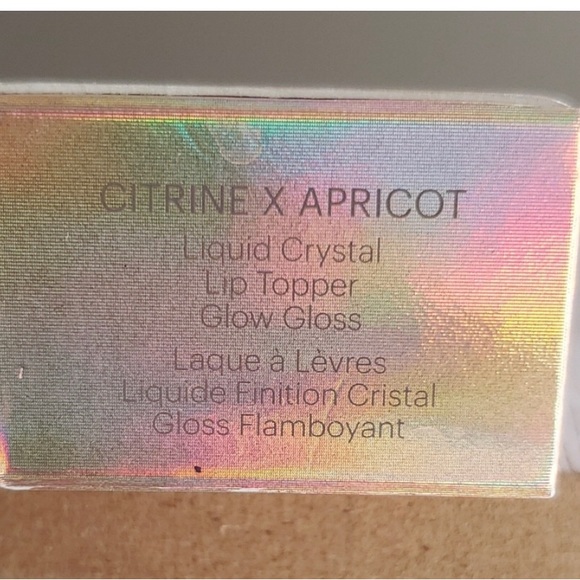 CITRINE X APRICOT
Liquid Crystal
Lip Topper
Glow Gloss
Laque à Lèvres
Liquide Finition Cristal
Gloss Flamboyant